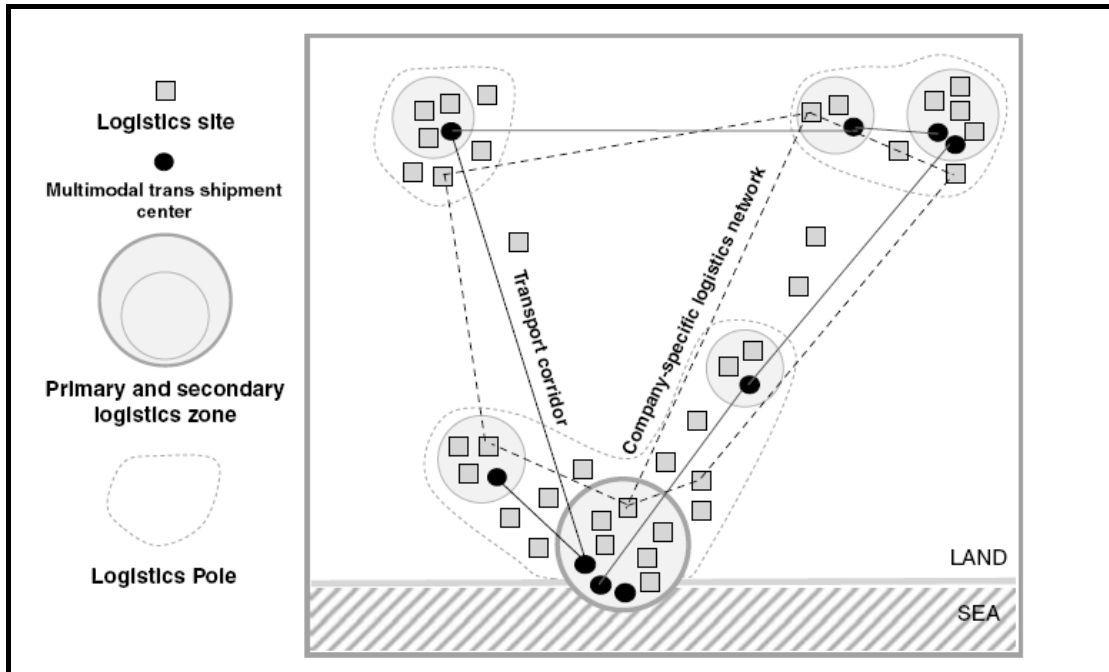 Logistics site
Multimodal trans shipment
center
Primary and secondary
logistics zone
Logistics Pole
Transport corridor
Company-specific logistics network
LAND
SEA